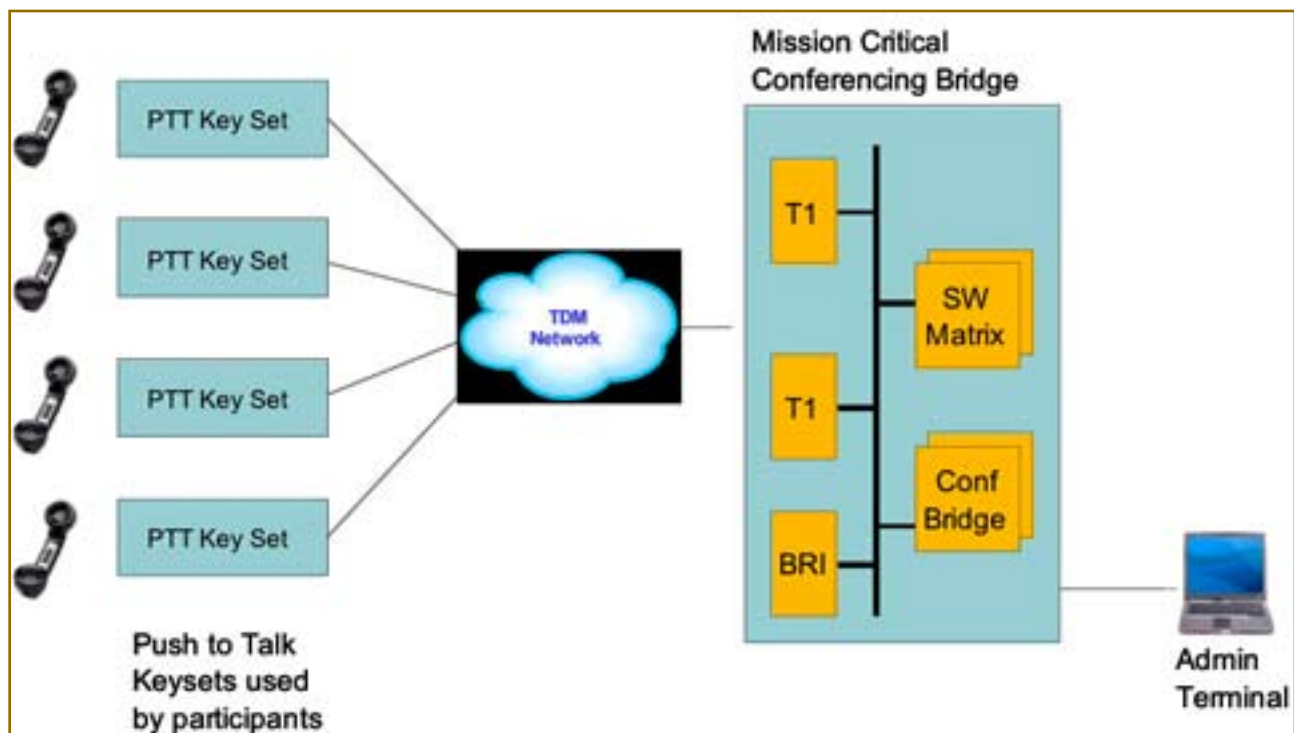 Mission Critical
Conferencing Bridge
PTT Key Set
PTT Key Set
PTT Key Set
PTT Key Set
TDM
Network
T1
T1
BRI
SW
Matrix
Conf
Bridge
Push to Talk
Keysets used
by participants
Admin
Terminal